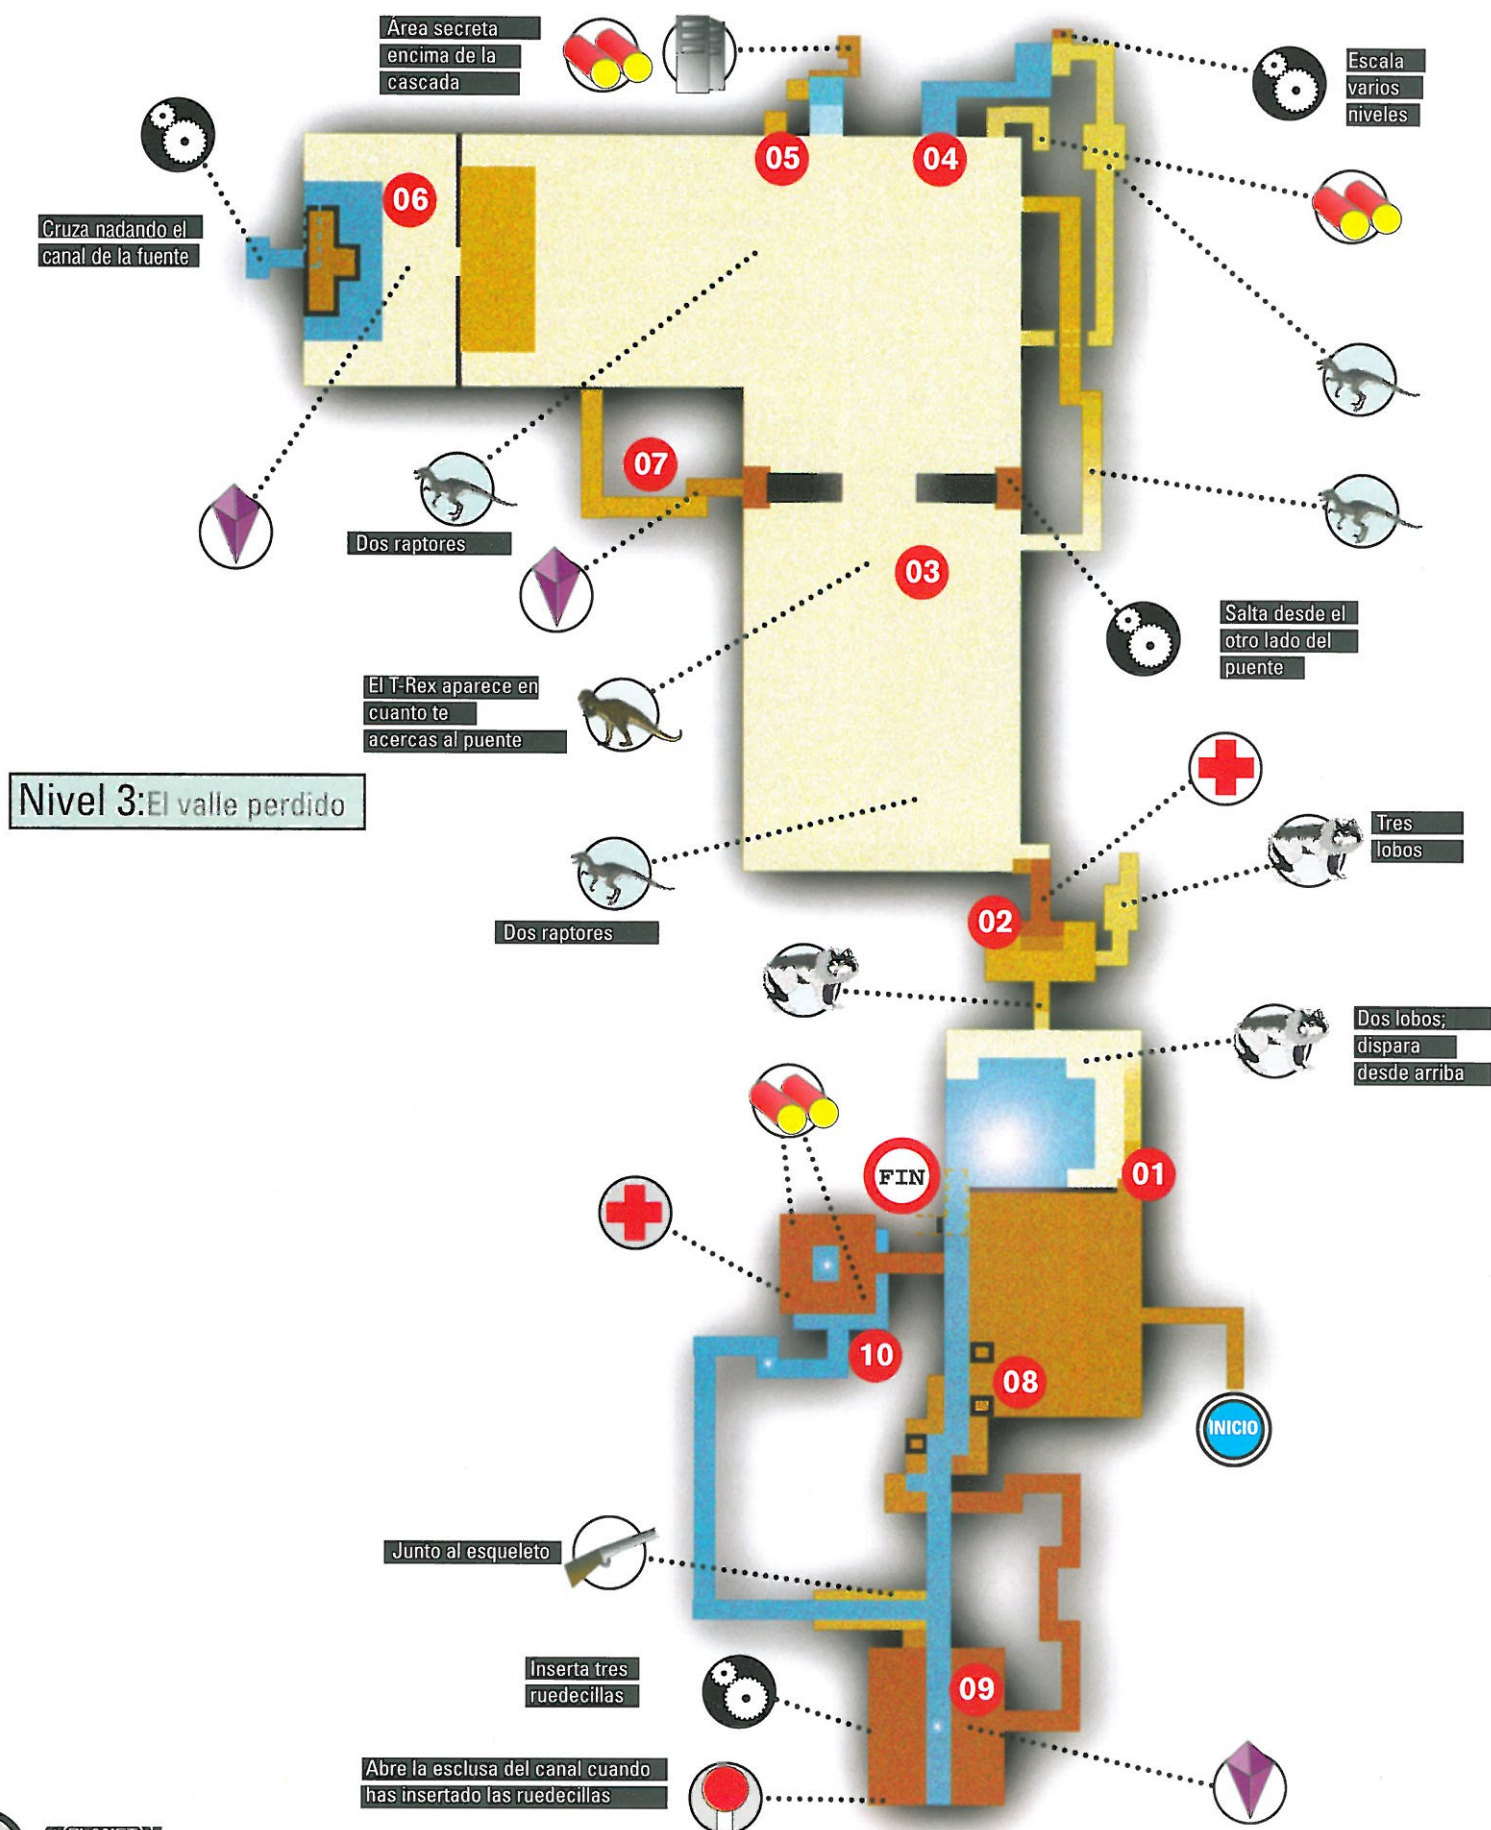 Área secreta
encima de la
cascada
Escala
varios
niveles
05
04
06
Cruza nadando el
canal de la fuente
07
Dos raptores
03
Salta desde el
otro lado del
puente
El T-Rex aparece en
cuanto te
acercas al puente
Nivel 3:El valle perdido
Tres
lobos
02
Dos raptores
Dos lobos;
dispara
desde arriba
FIN
01
10
08
INICIO
Junto al esqueleto
Inserta tres
ruedecillas
09
Abre la esclusa del canal cuando
has insertado las ruedecillas